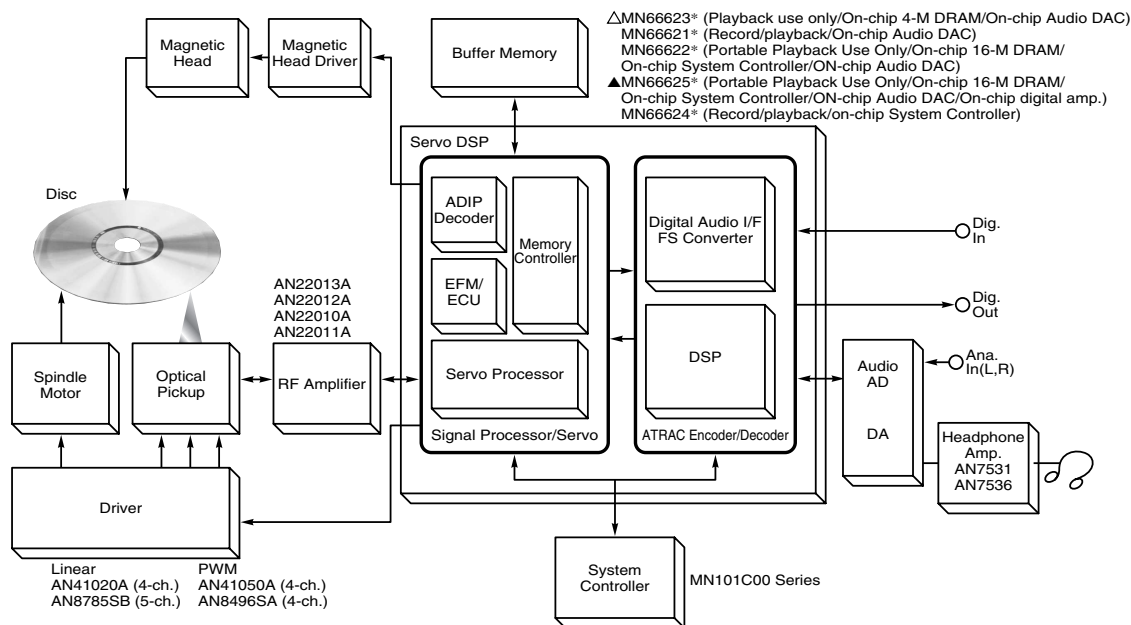 △MN66623* (Playback use only/On-chip 4-M DRAM/On-chip Audio DAC)
MN66621* (Record/playback/On-chip Audio DAC)
MN66622* (Portable Playback Use Only/On-chip 16-M DRAM/
On-chip System Controller/ON-chip Audio DAC)
▲MN66625* (Portable Playback Use Only/On-chip 16-M DRAM/
On-chip System Controller/ON-chip Audio DAC/On-chip digital amp.)
MN66624* (Record/playback/on-chip System Controller)
Magnetic
Head
Magnetic
Head Driver
Buffer Memory
Servo DSP
Disc
ADIP
Decoder
Memory
Controller
EFM/
ECU
Servo Processor
Signal Processor/Servo
Digital Audio I/F
FS Converter
DSP
ATRAC Encoder/Decoder
Dig.
In
Dig.
Out
Ana.
In(L,R)
Audio
AD
DA
Headphone
Amp.
AN7531
AN7536
AN22013A
AN22012A
AN22010A
AN22011A
Spindle
Motor
Optical
Pickup
RF Amplifier
Driver
Linear
AN41020A (4-ch.)
AN8785SB (5-ch.)
PWM
AN41050A (4-ch.)
AN8496SA (4-ch.)
System
Controller
MN101C00 Series